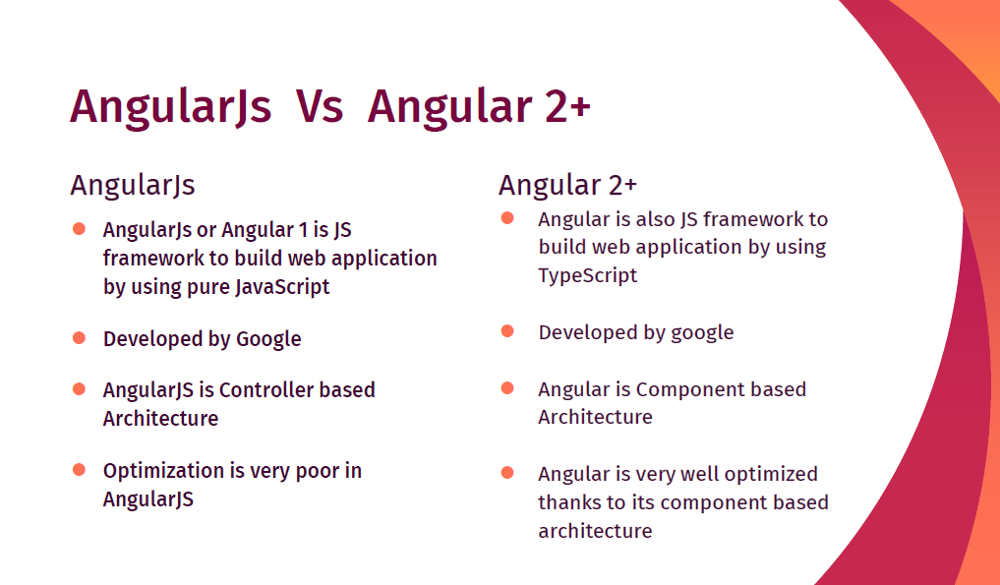 AngularJs Vs Angular 2+
AngularJs
AngularJs or Angular 1 is JS
framework to build web application
by using pure JavaScript
Developed by Google
AngularJS is Controller based
Architecture
Optimization is very poor in
AngularJS
Angular 2+
Angular is also JS framework to
build web application by using
TypeScript
Developed by google
Angular is Component based
Architecture
Angular is very well optimized
thanks to its component based
architecture